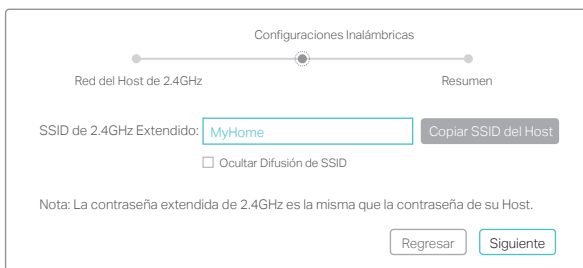 Configuraciones Inalámbricas
Red del Host de 2.4GHz
Resumen
SSID de 2.4GHz Extendido: MyHome Copiar SSID del Host
Ocultar Difusión de SSID
Nota: La contraseña extendida de 2.4GHz es la misma que la contraseña de su Host.
Regresar Siguiente